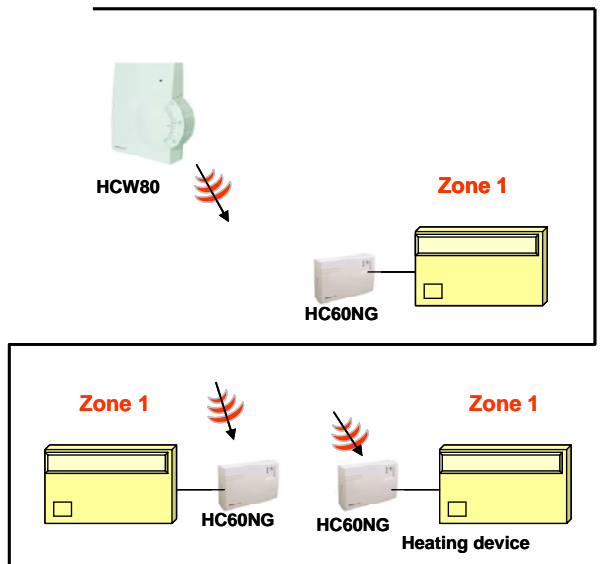 HCW80
Zone 1
HC60NG
Zone 1
Zone 1
HC60NG
HC60NG
Heating device